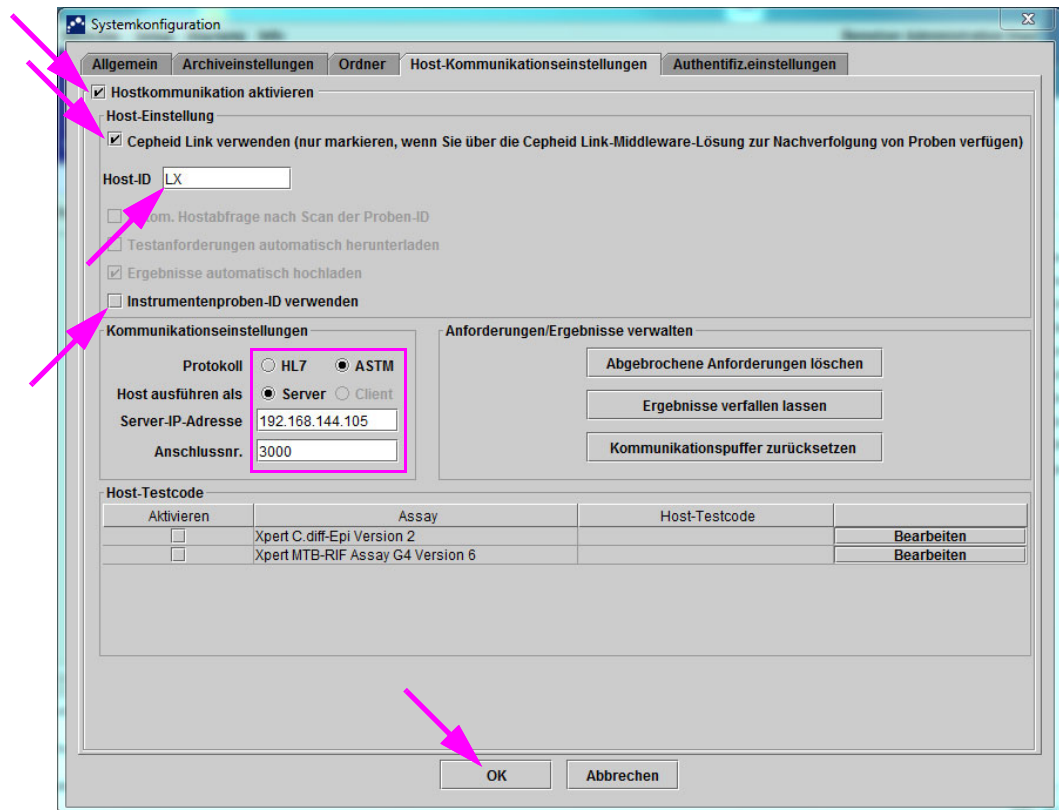 Systemkonfiguration
Allgemein Archiveinstellungen Ordner Host-Kommunikationseinstellungen Authentifiz.einstellungen
Hostkommunikation aktivieren
Host-Einstellung
Cepheid Link verwenden (nur markieren, wenn Sie über die Cepheid Link-Middleware-Lösung zur Nachverfolgung von Proben verfügen)
Host-ID LX
Hostabfrage nach Scan der Proben-ID
Testanforderungen automatisch herunterladen
Ergebnisse automatisch hochladen
Instrumentenproben-ID verwenden
Kommunikationseinstellungen
Protokoll HL7 ASTM
Host ausführen als Server Client
Server-IP-Adresse 192.168.144.105
Anschlussnr. 3000
Anforderungen/Ergebnisse verwalten
Abgebrochene Anforderungen löschen
Ergebnisse verfallen lassen
Kommunikationspuffer zurücksetzen
Host-Testcode
Aktivieren Assay Host-Testcode
Xpert C.diff-Epi Version 2 Bearbeiten
Xpert MTB-RIF Assay G4 Version 6 Bearbeiten
OK Abbrechen